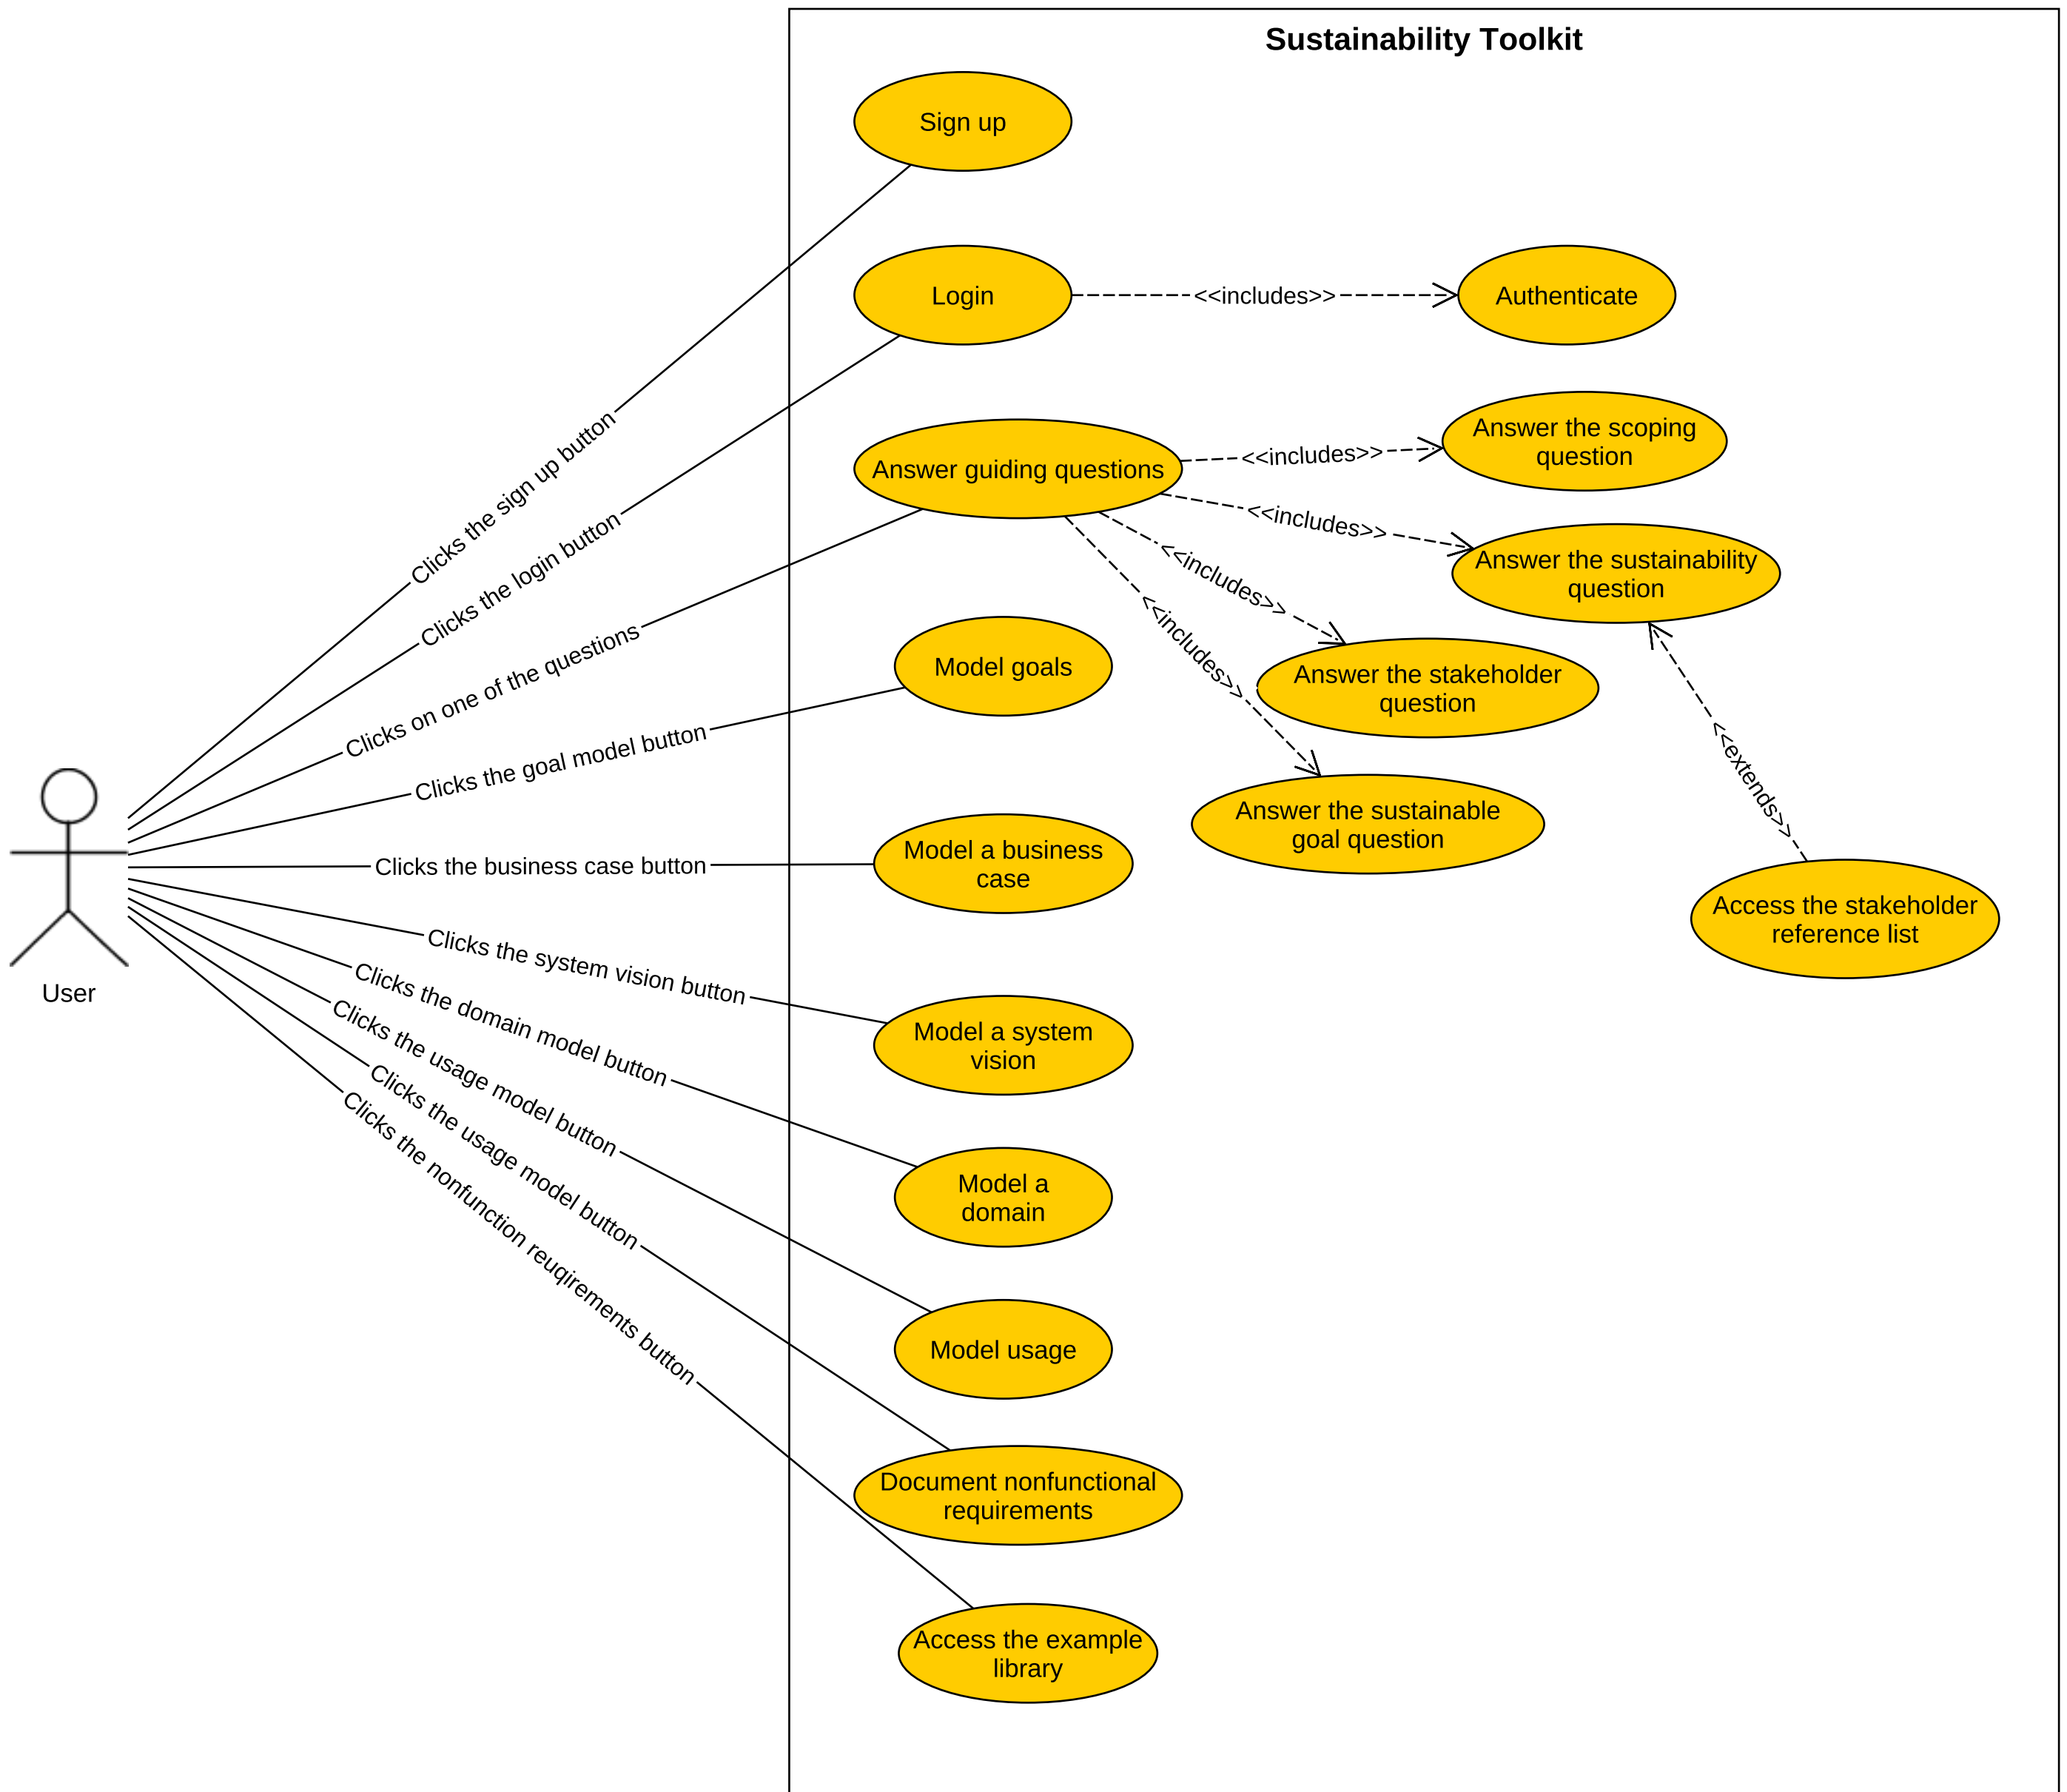 Sustainability Toolkit
Sign up
Login
<<includes>>
Authenticate
Answer guiding questions
<<includes>>
Answer the scoping
question
<<includes>>
Answer the sustainability
question
<<includes>>
Answer the stakeholder
question
<<includes>>
Answer the sustainable
goal question
<<extends>>
Access the stakeholder
reference list
Model goals
Model a business
case
Model a system
vision
Model a
domain
Model usage
Document nonfunctional
requirements
Access the example
library
Clicks the sign up button
Clicks the login button
Clicks on one of the questions
Clicks the goal model button
Clicks the business case button
Clicks the system vision button
Clicks the domain model button
Clicks the usage model button
Clicks the usage model button
Clicks the nonfunction reuqirements button
User